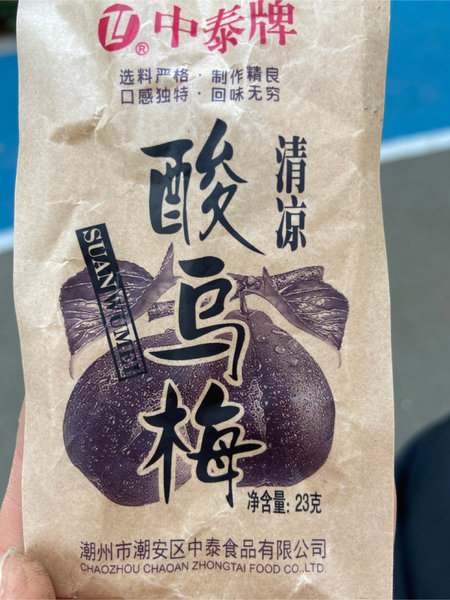 ® 中泰牌
选料严格·制作精良
口感独特·回味无穷
清凉
酸乌梅
SUANWUMEI
净含量: 23克
潮州市潮安区中泰食品有限公司
CHAOZHOU CHAOAN ZHONGTAI FOOD CO.,LTD.